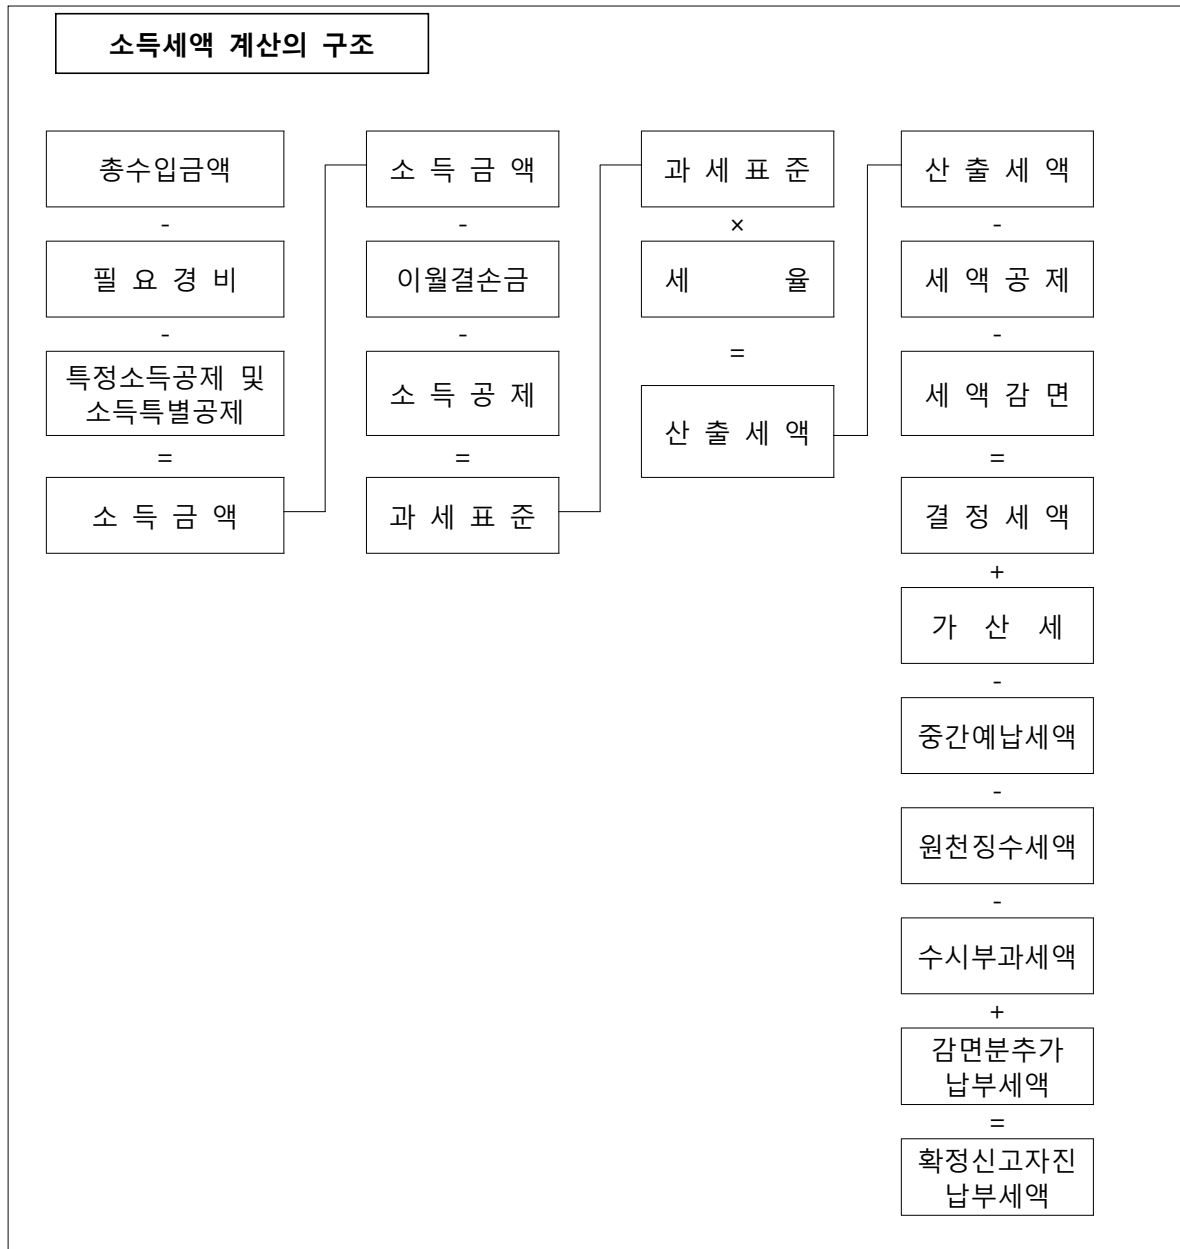 소득세액 계산의 구조
총수입금액
-
필 요 경 비
-
특정소득공제 및
소득특별공제
=
소 득 금 액
소 득 금 액
-
이월결손금
-
소 득 공 제
=
과 세 표 준
과 세 표 준
×
세 율
=
산 출 세 액
산 출 세 액
-
세 액 공 제
-
세 액 감 면
=
결 정 세 액
+
가 산 세
-
중간예납세액
-
원천징수세액
-
수시부과세액
+
감면분추가
납부세액
=
확정신고자진
납부세액